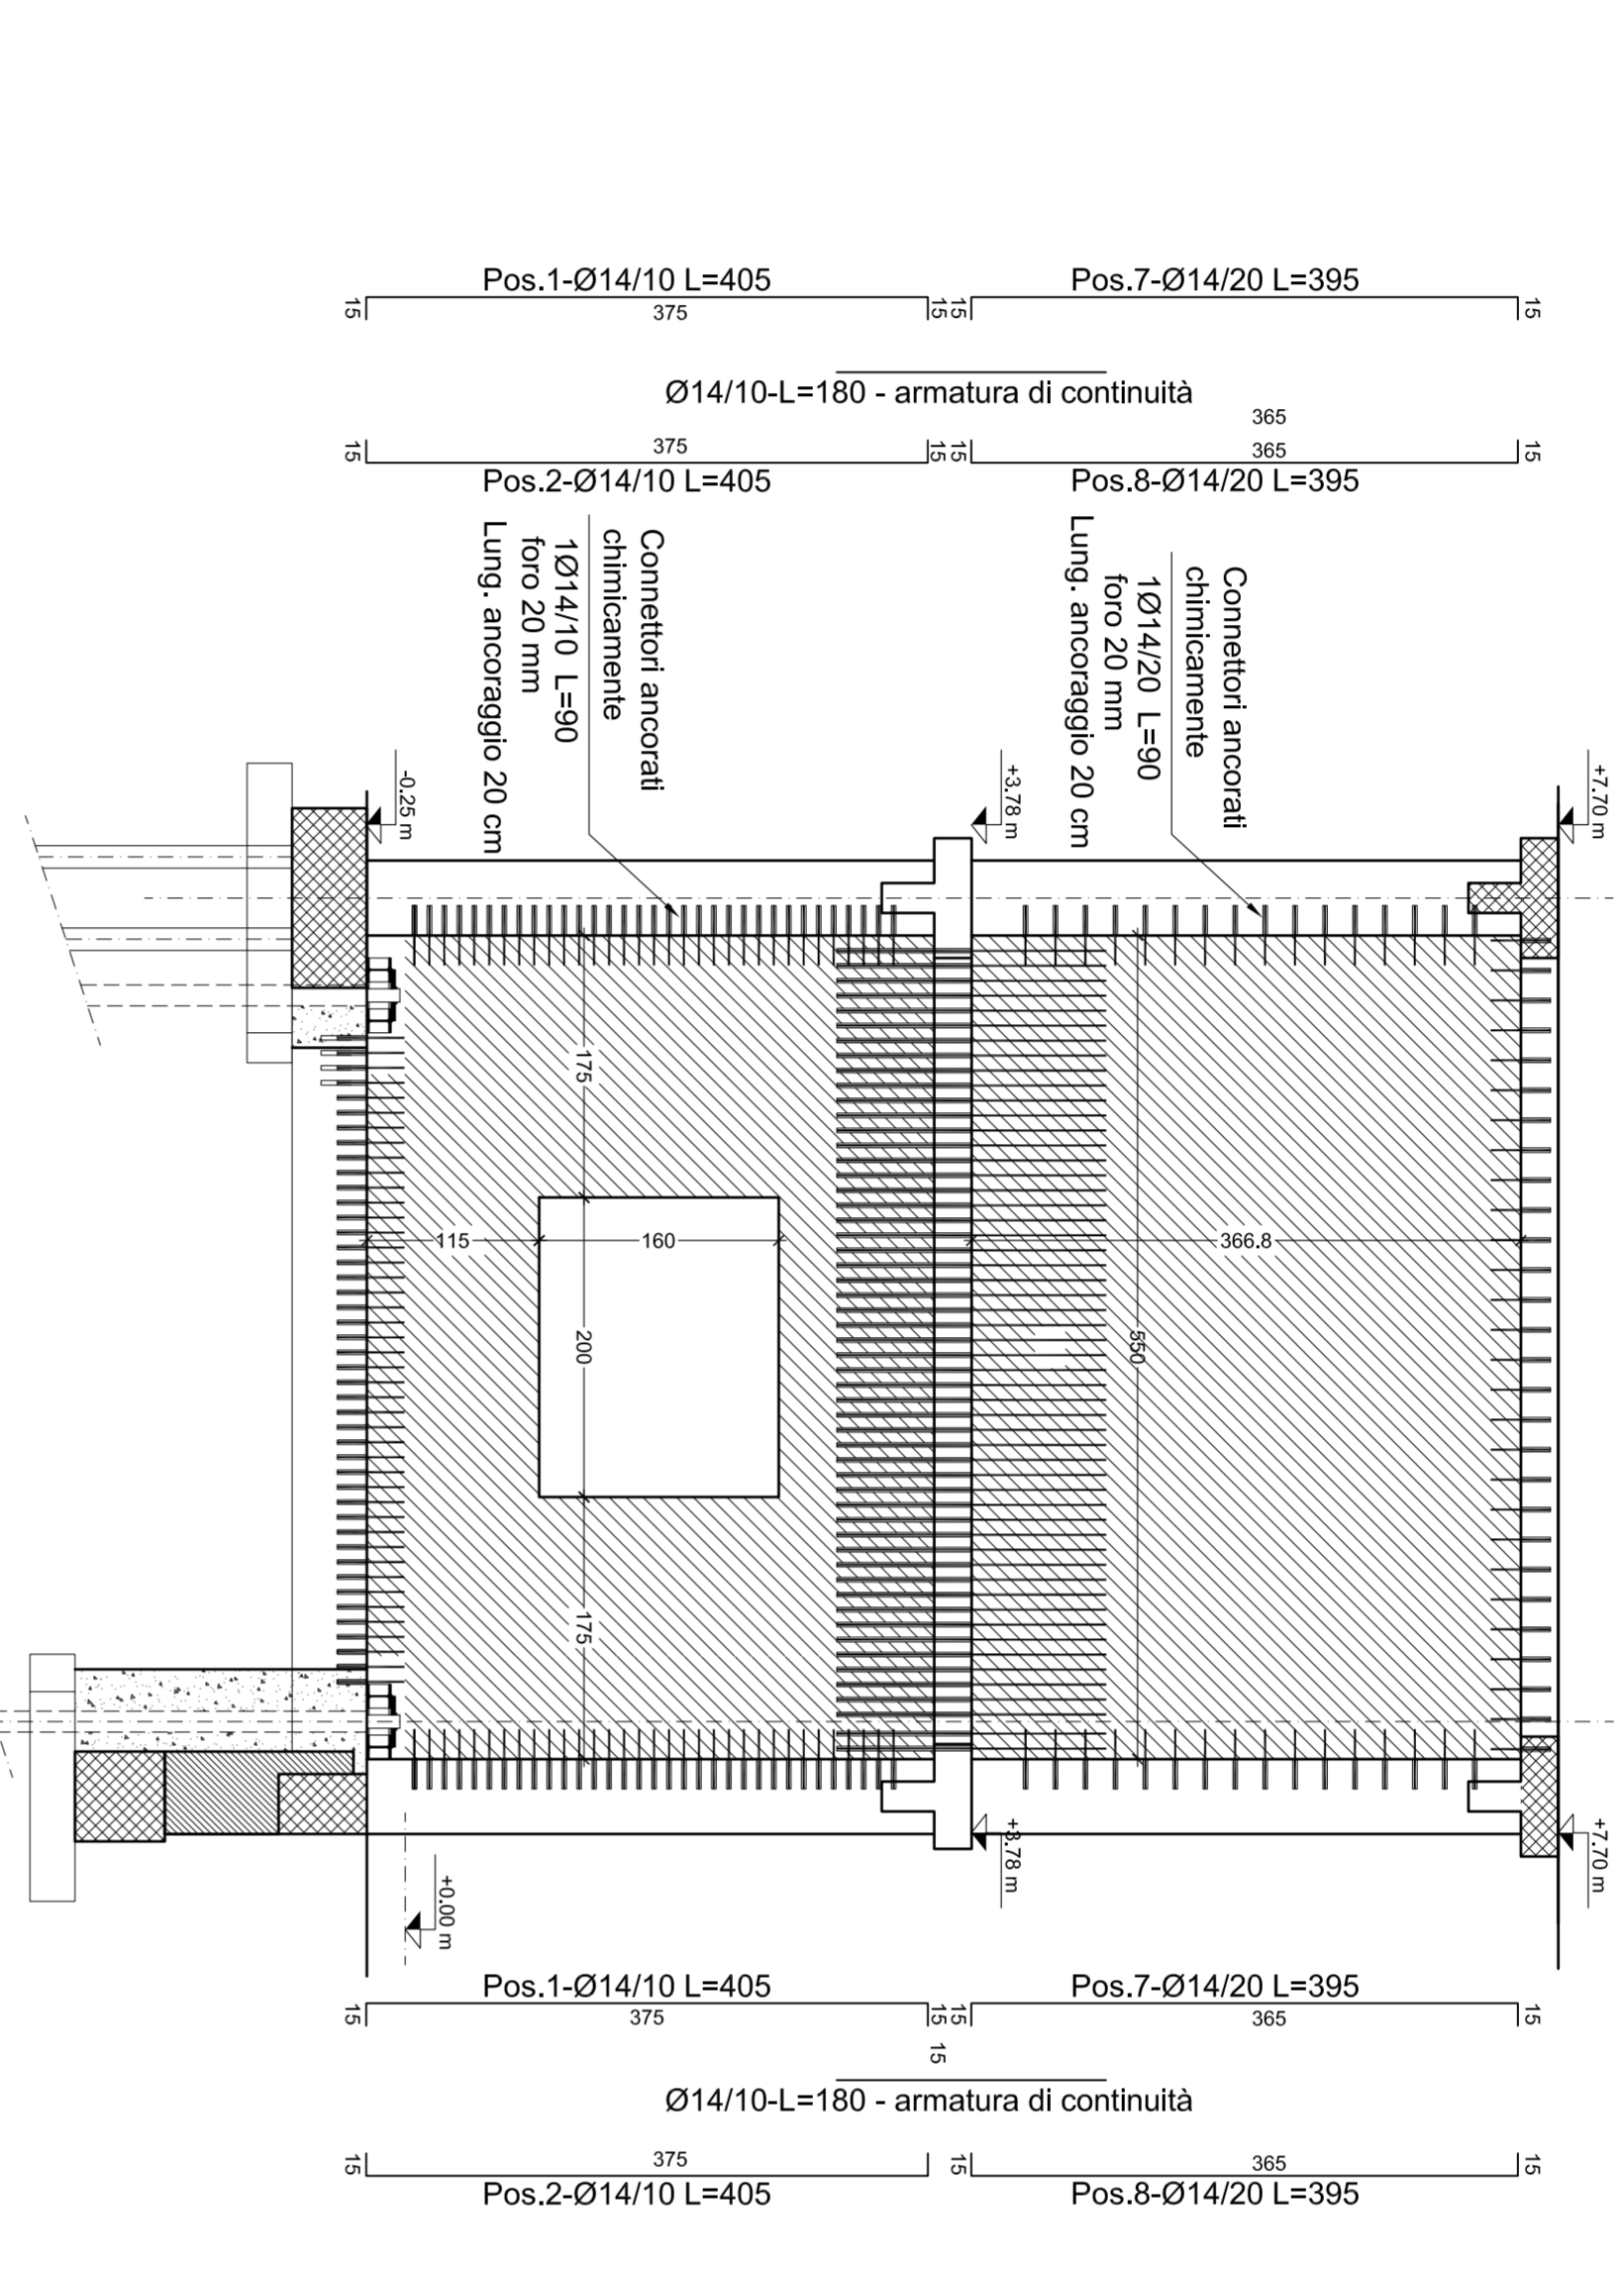 Pos.1-Ø14/10 L=405
Pos.7-Ø14/20 L=395
15
375
15
15
15
Ø14/10-L=180 - armatura di continuità
365
15
375
15
15
365
15
Pos.2-Ø14/10 L=405
Pos.8-Ø14/20 L=395
Connettori ancorati
chimicamente
1Ø14/20 L=90
foro 20 mm
Lung. ancoraggio 20 cm
Connettori ancorati
chimicamente
1Ø14/10 L=90
foro 20 mm
Lung. ancoraggio 20 cm
+7.70 m
+3.78 m
-0.25 m
175
115
160
366.8
200
550
175
+7.70 m
+3.78 m
+0.00 m
Pos.1-Ø14/10 L=405
Pos.7-Ø14/20 L=395
15
375
15
15
365
15
15
Ø14/10-L=180 - armatura di continuità
15
375
15
365
15
Pos.2-Ø14/10 L=405
Pos.8-Ø14/20 L=395